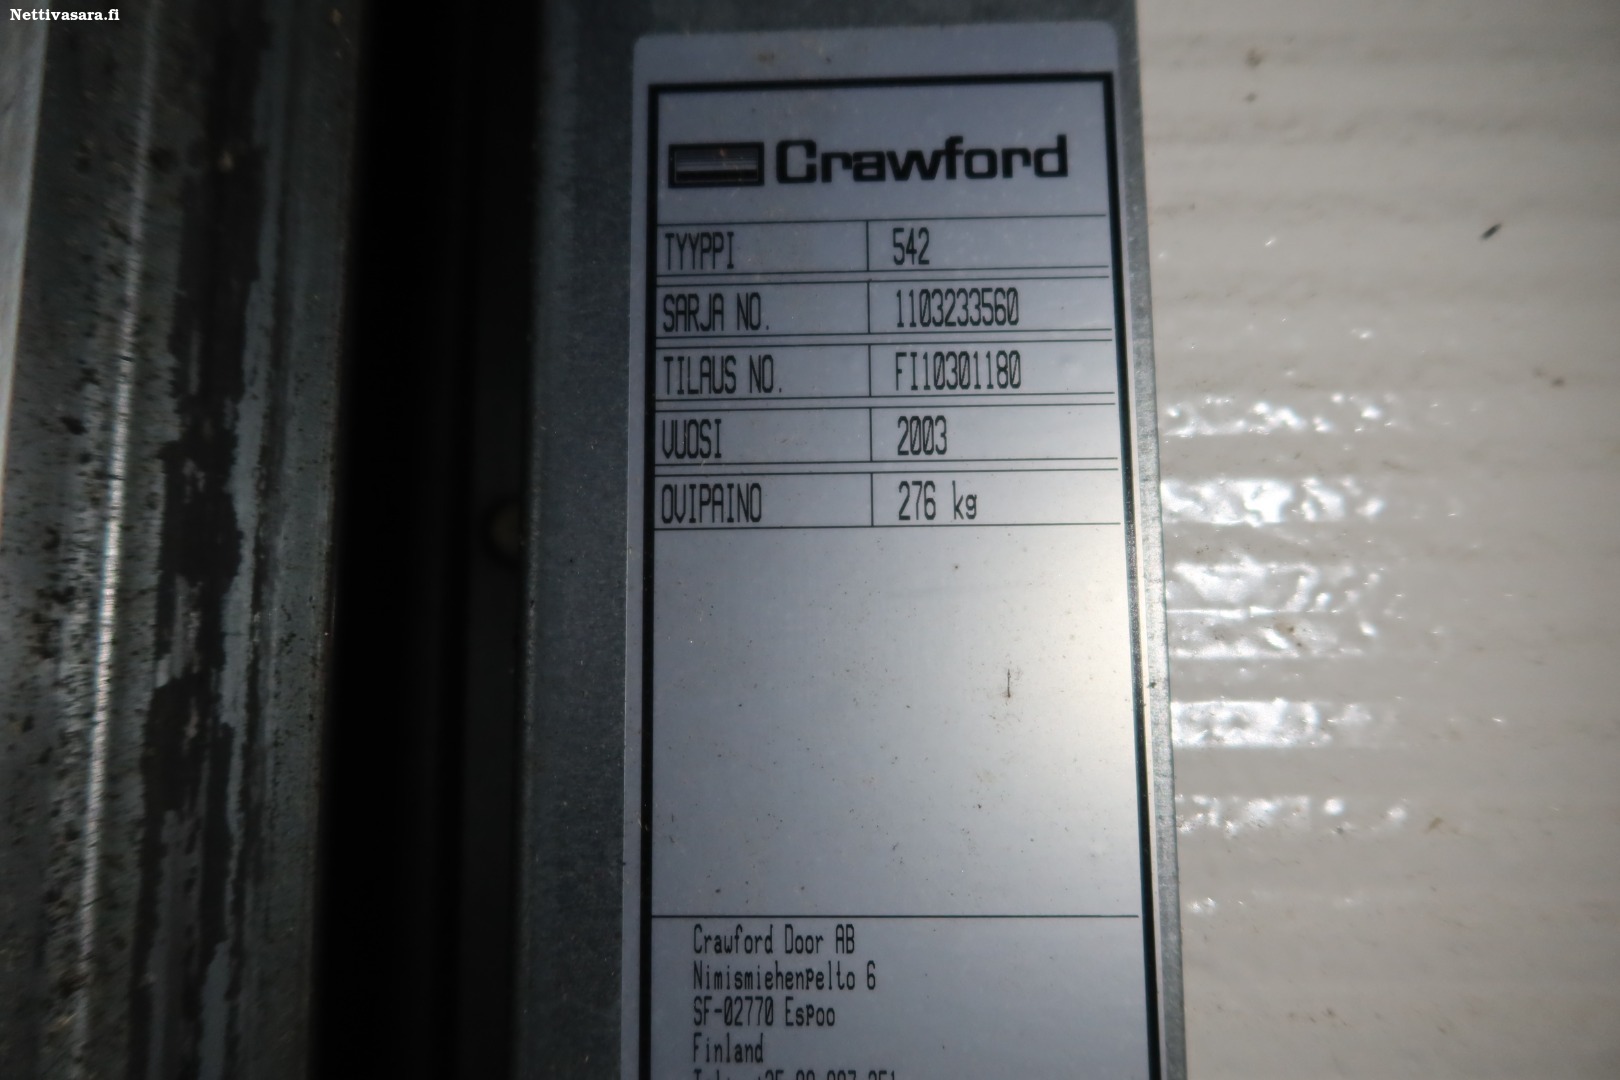 Nettivasara.fi
Crawford
TYYPPI 542
SARJA NO. 1103233560
TILAUS NO. FI10301180
VUOSI 2003
OVIPAINO 276 kg
Crawford Door AB
Nimismiehenpelto 6
SF-02770 Espoo
Finland